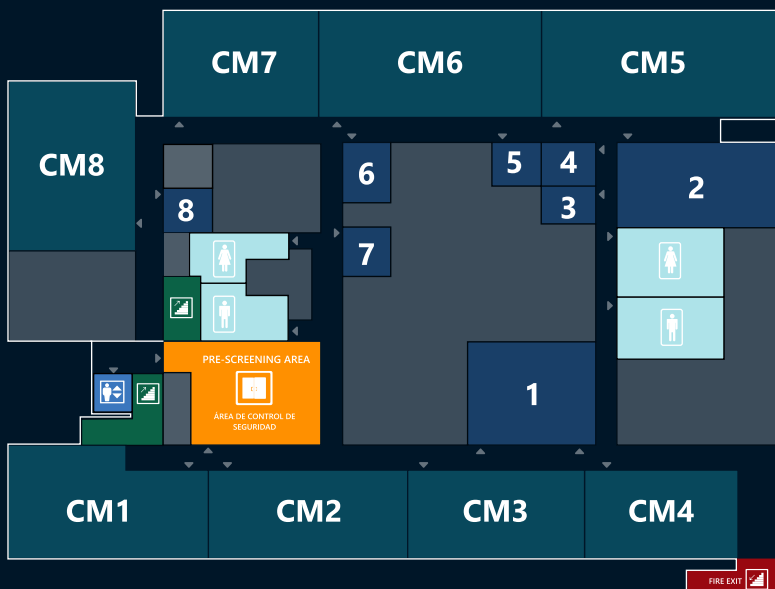 CM7
CM6
CM5
CM8
6
5
4
2
3
8
7
PRE-SCREENING AREA
ÁREA DE CONTROL DE
SEGURIDAD
1
CM1
CM2
CM3
CM4
FIRE EXIT